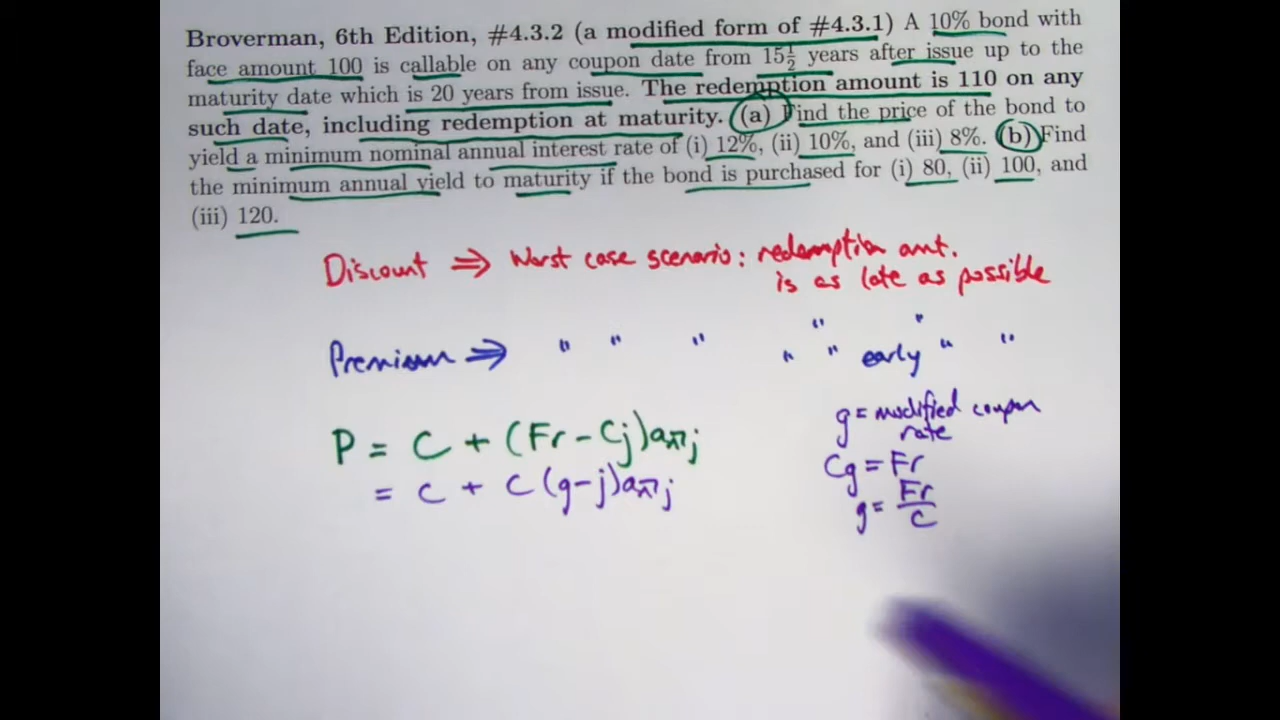 Broverman, 6th Edition, #4.3.2 (a modified form of #4.3.1) A 10% bond with
face amount 100 is callable on any coupon date from 15½ years after issue up to the
maturity date which is 20 years from issue. The redemption amount is 110 on any
such date, including redemption at maturity. (a) Find the price of the bond to
yield a minimum nominal annual interest rate of (i) 12%, (ii) 10%, and (iii) 8%. (b) Find
the minimum annual yield to maturity if the bond is purchased for (i) 80, (ii) 100, and
(iii) 120.
Discount ⇒ Worst case scenario: redemption amt.
is as late as possible
Premium ⇒ " " " " "
" " early " "
P = C + (Fr - Cj)a_n⌉j
= C + C(g-j)a_n⌉j
g = modified coupon
rate
Cg = Fr
g = Fr/C